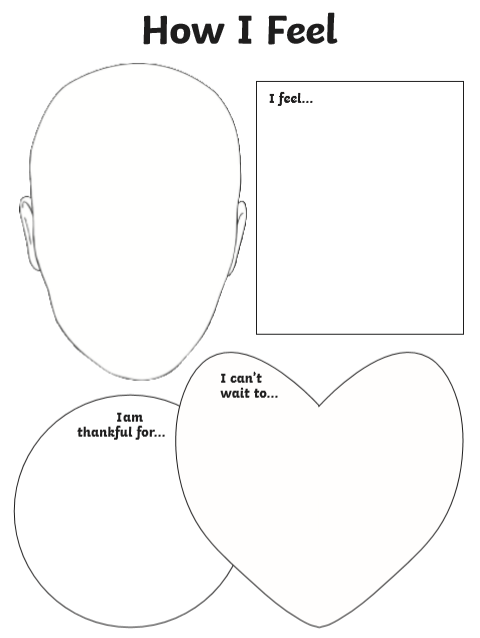 How I Feel
I feel...
I can't
wait to...
I am
thankful for...